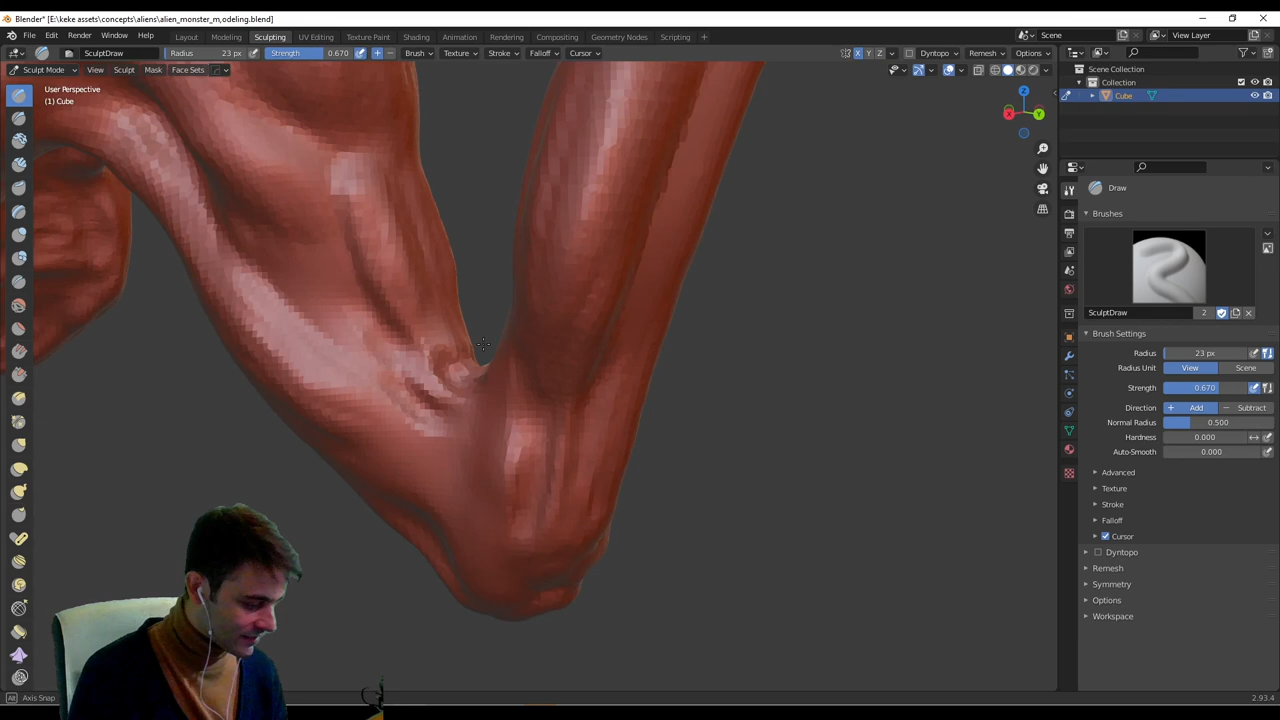 Blender* [E:\keke assets\concepts\aliens\alien_monster_m,odeling.blend]
File Edit Render Window Help Layout Modeling Sculpting UV Editing Texture Paint Shading Animation Rendering Compositing Geometry Nodes Scripting + Scene View Layer
SculptDraw Radius 23 px Strength 0.670 + − Brush Texture Stroke Falloff Cursor X Y Z Dyntopo Remesh Options
Sculpt Mode View Sculpt Mask Face Sets
Scene Collection
Collection
Cube
User Perspective
(1) Cube
Z
X Y
Draw
Brushes
SculptDraw 2
Brush Settings
Radius 23 px
Radius Unit View Scene
Strength 0.670
Direction + Add − Subtract
Normal Radius 0.500
Hardness 0.000
Auto-Smooth 0.000
Advanced
Texture
Stroke
Falloff
Cursor
Dyntopo
Remesh
Symmetry
Options
Workspace
Alt Axis Snap 2.93.4